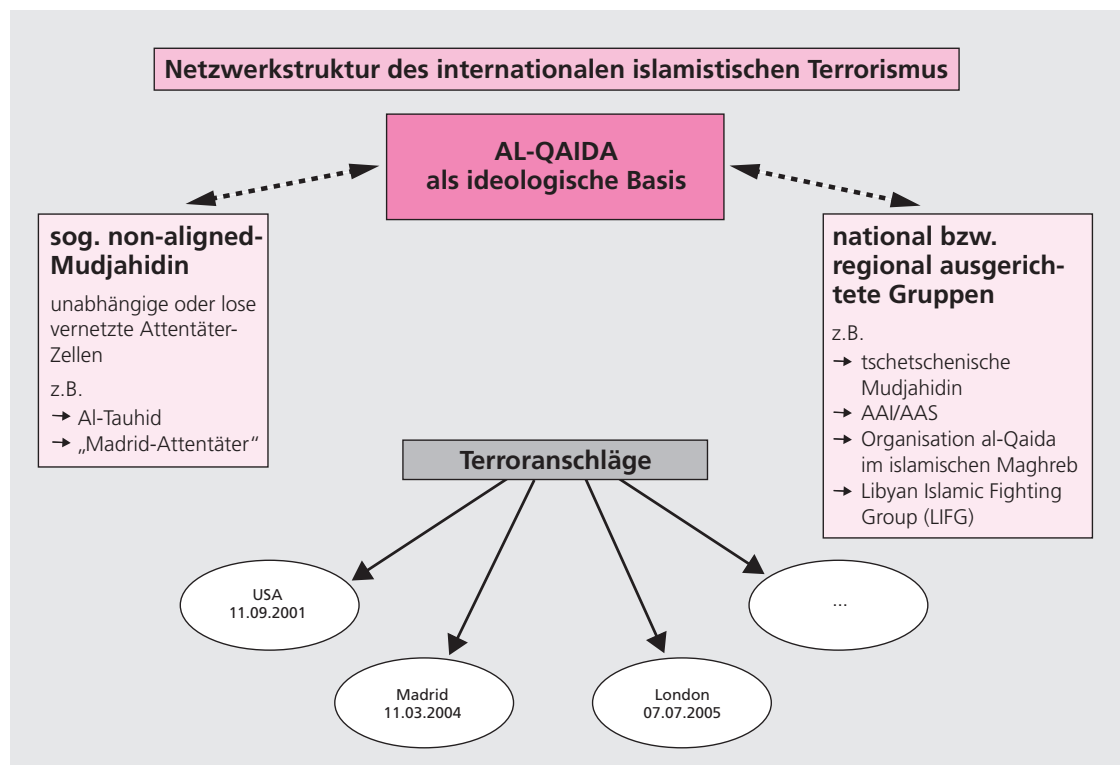 Netzwerkstruktur des internationalen islamistischen Terrorismus
AL-QAIDA
als ideologische Basis
sog. non-aligned-
Mudjahidin
unabhängige oder lose
vernetzte Attentäter-
Zellen
z.B.
→ Al-Tauhid
→ „Madrid-Attentäter“
national bzw.
regional ausgerich-
tete Gruppen
z.B.
→ tschetschenische
Mudjahidin
→ AAI/AAS
→ Organisation al-Qaida
im islamischen Maghreb
→ Libyan Islamic Fighting
Group (LIFG)
Terroranschläge
USA
11.09.2001
Madrid
11.03.2004
London
07.07.2005
...